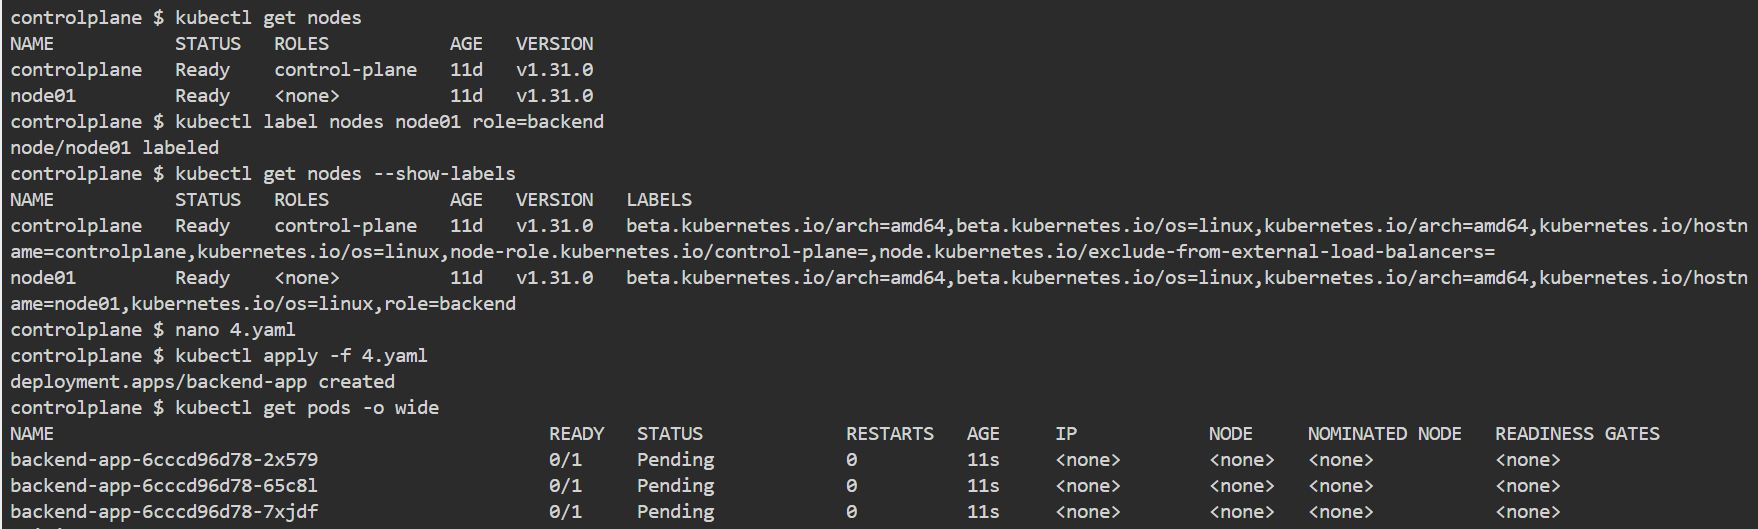 controlplane $ kubectl get nodes
NAME           STATUS   ROLES           AGE   VERSION
controlplane   Ready    control-plane   11d   v1.31.0
node01         Ready    <none>          11d   v1.31.0
controlplane $ kubectl label nodes node01 role=backend
node/node01 labeled
controlplane $ kubectl get nodes --show-labels
NAME           STATUS   ROLES           AGE   VERSION   LABELS
controlplane   Ready    control-plane   11d   v1.31.0   beta.kubernetes.io/arch=amd64,beta.kubernetes.io/os=linux,kubernetes.io/arch=amd64,kubernetes.io/hostn
ame=controlplane,kubernetes.io/os=linux,node-role.kubernetes.io/control-plane=,node.kubernetes.io/exclude-from-external-load-balancers=
node01         Ready    <none>          11d   v1.31.0   beta.kubernetes.io/arch=amd64,beta.kubernetes.io/os=linux,kubernetes.io/arch=amd64,kubernetes.io/hostn
ame=node01,kubernetes.io/os=linux,role=backend
controlplane $ nano 4.yaml
controlplane $ kubectl apply -f 4.yaml
deployment.apps/backend-app created
controlplane $ kubectl get pods -o wide
NAME                                             READY   STATUS             RESTARTS   AGE   IP            NODE     NOMINATED NODE   READINESS GATES
backend-app-6cccd96d78-2x579                     0/1     Pending            0          11s   <none>        <none>   <none>           <none>
backend-app-6cccd96d78-65c8l                     0/1     Pending            0          11s   <none>        <none>   <none>           <none>
backend-app-6cccd96d78-7xjdf                     0/1     Pending            0          11s   <none>        <none>   <none>           <none>